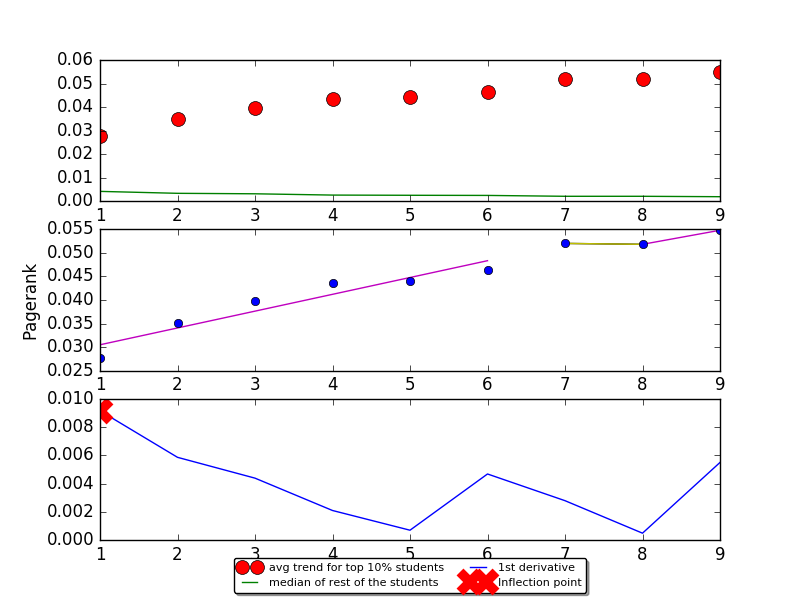 0.06
0.05
0.04
0.03
0.02
0.01
0.00
1 2 3 4 5 6 7 8 9
Pagerank
0.055
0.050
0.045
0.040
0.035
0.030
0.025
1 2 3 4 5 6 7 8 9
0.010
0.008
0.006
0.004
0.002
0.000
1 2 3 4 5 6 7 8 9
avg trend for top 10% students
median of rest of the students
1st derivative
Inflection point